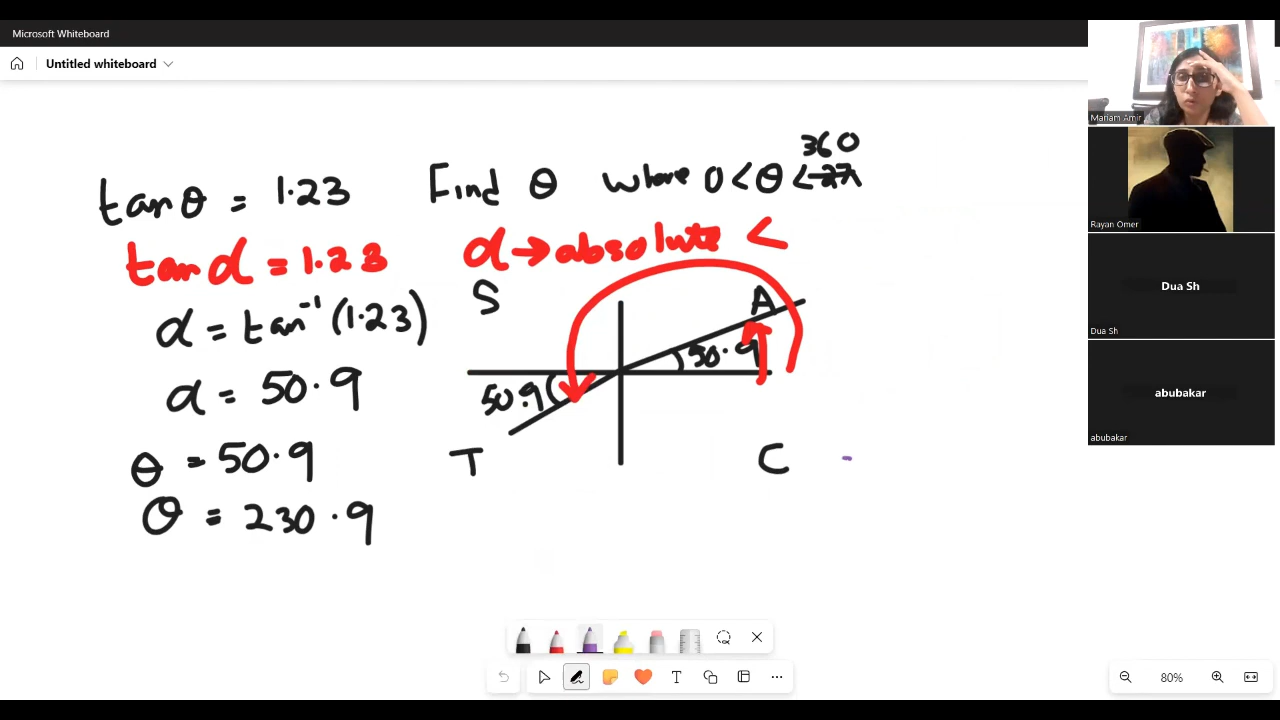 Microsoft Whiteboard
Untitled whiteboard
tanθ = 1.23 Find θ where 0 < θ < 360
tan α = 1.23 α → absolute <
α = tan⁻¹ (1.23)
S A
α = 50.9
50.9
50.9
θ = 50.9
T C
θ = 230.9
80%
Mariam Amir
Rayan Omer
Dua Sh
Dua Sh
abubakar
abubakar